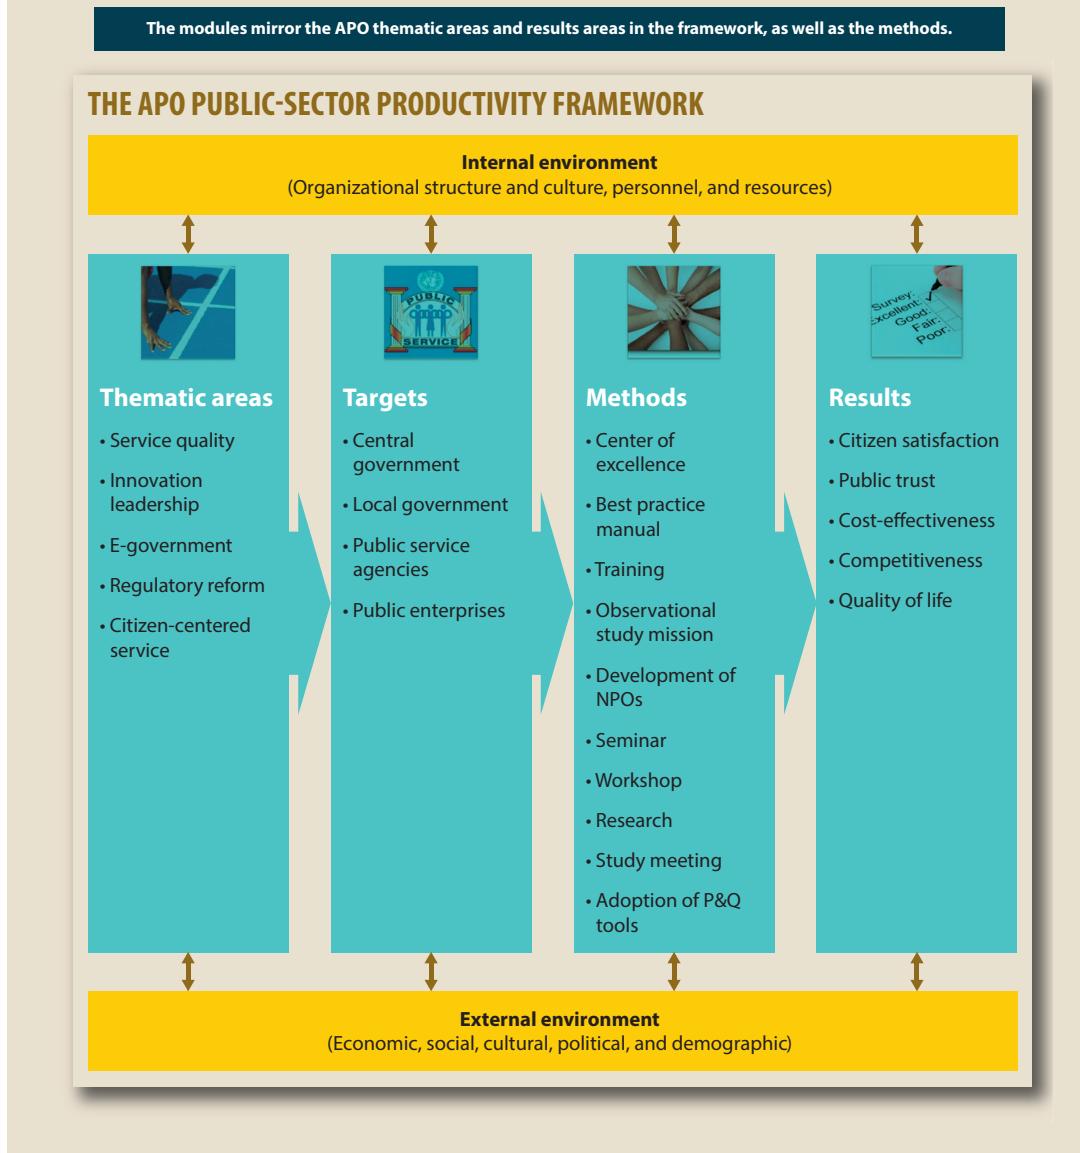 The modules mirror the APO thematic areas and results areas in the framework, as well as the methods.
THE APO PUBLIC-SECTOR PRODUCTIVITY FRAMEWORK
Internal environment
(Organizational structure and culture, personnel, and resources)
Thematic areas
• Service quality
• Innovation
leadership
• E-government
• Regulatory reform
• Citizen-centered
service
PUBLIC
SERVICE
Targets
• Central
government
• Local government
• Public service
agencies
• Public enterprises
Methods
• Center of
excellence
• Best practice
manual
• Training
• Observational
study mission
• Development of
NPOs
• Seminar
• Workshop
• Research
• Study meeting
• Adoption of P&Q
tools
Survey:
Excellent:
Good:
Fair:
Poor:
Results
• Citizen satisfaction
• Public trust
• Cost-effectiveness
• Competitiveness
• Quality of life
External environment
(Economic, social, cultural, political, and demographic)